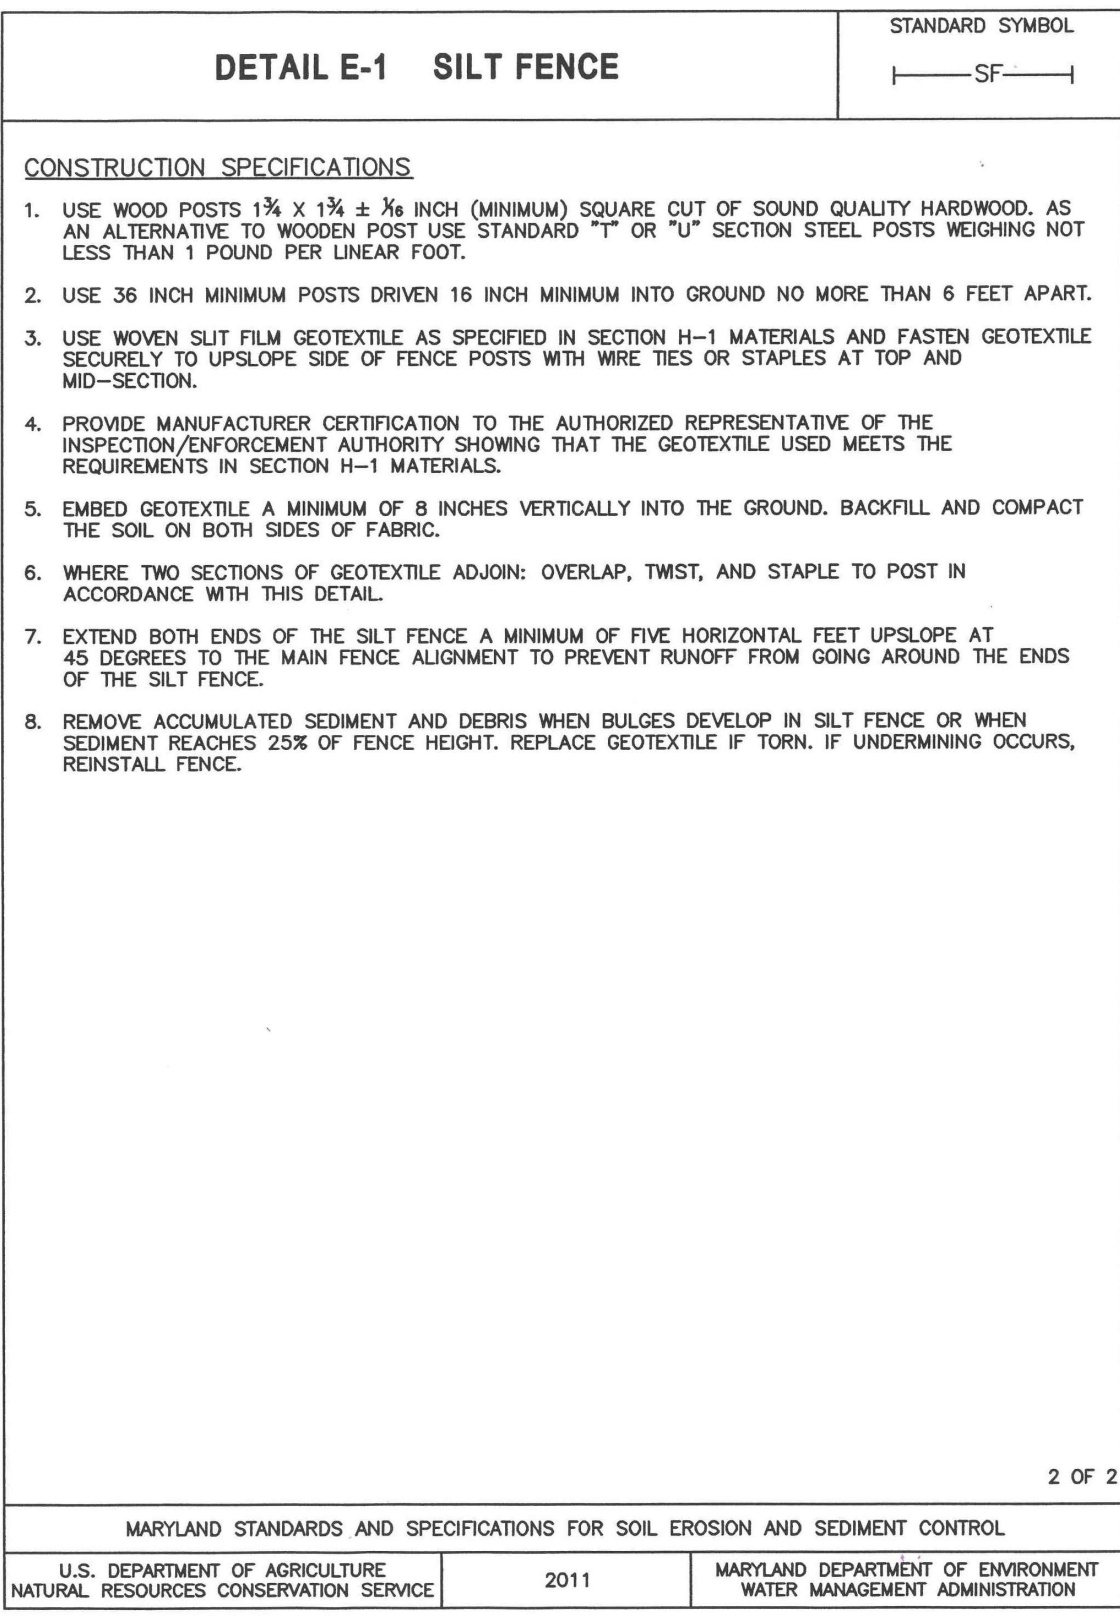 DETAIL E-1 SILT FENCE
STANDARD SYMBOL
SF
CONSTRUCTION SPECIFICATIONS
1. USE WOOD POSTS 1¾ X 1¾ ± 1/16 INCH (MINIMUM) SQUARE CUT OF SOUND QUALITY HARDWOOD. AS
AN ALTERNATIVE TO WOODEN POST USE STANDARD "T" OR "U" SECTION STEEL POSTS WEIGHING NOT
LESS THAN 1 POUND PER LINEAR FOOT.
2. USE 36 INCH MINIMUM POSTS DRIVEN 16 INCH MINIMUM INTO GROUND NO MORE THAN 6 FEET APART.
3. USE WOVEN SLIT FILM GEOTEXTILE AS SPECIFIED IN SECTION H-1 MATERIALS AND FASTEN GEOTEXTILE
SECURELY TO UPSLOPE SIDE OF FENCE POSTS WITH WIRE TIES OR STAPLES AT TOP AND
MID-SECTION.
4. PROVIDE MANUFACTURER CERTIFICATION TO THE AUTHORIZED REPRESENTATIVE OF THE
INSPECTION/ENFORCEMENT AUTHORITY SHOWING THAT THE GEOTEXTILE USED MEETS THE
REQUIREMENTS IN SECTION H-1 MATERIALS.
5. EMBED GEOTEXTILE A MINIMUM OF 8 INCHES VERTICALLY INTO THE GROUND. BACKFILL AND COMPACT
THE SOIL ON BOTH SIDES OF FABRIC.
6. WHERE TWO SECTIONS OF GEOTEXTILE ADJOIN: OVERLAP, TWIST, AND STAPLE TO POST IN
ACCORDANCE WITH THIS DETAIL.
7. EXTEND BOTH ENDS OF THE SILT FENCE A MINIMUM OF FIVE HORIZONTAL FEET UPSLOPE AT
45 DEGREES TO THE MAIN FENCE ALIGNMENT TO PREVENT RUNOFF FROM GOING AROUND THE ENDS
OF THE SILT FENCE.
8. REMOVE ACCUMULATED SEDIMENT AND DEBRIS WHEN BULGES DEVELOP IN SILT FENCE OR WHEN
SEDIMENT REACHES 25% OF FENCE HEIGHT. REPLACE GEOTEXTILE IF TORN. IF UNDERMINING OCCURS,
REINSTALL FENCE.
2 OF 2
MARYLAND STANDARDS AND SPECIFICATIONS FOR SOIL EROSION AND SEDIMENT CONTROL
U.S. DEPARTMENT OF AGRICULTURE
NATURAL RESOURCES CONSERVATION SERVICE
2011
MARYLAND DEPARTMENT OF ENVIRONMENT
WATER MANAGEMENT ADMINISTRATION